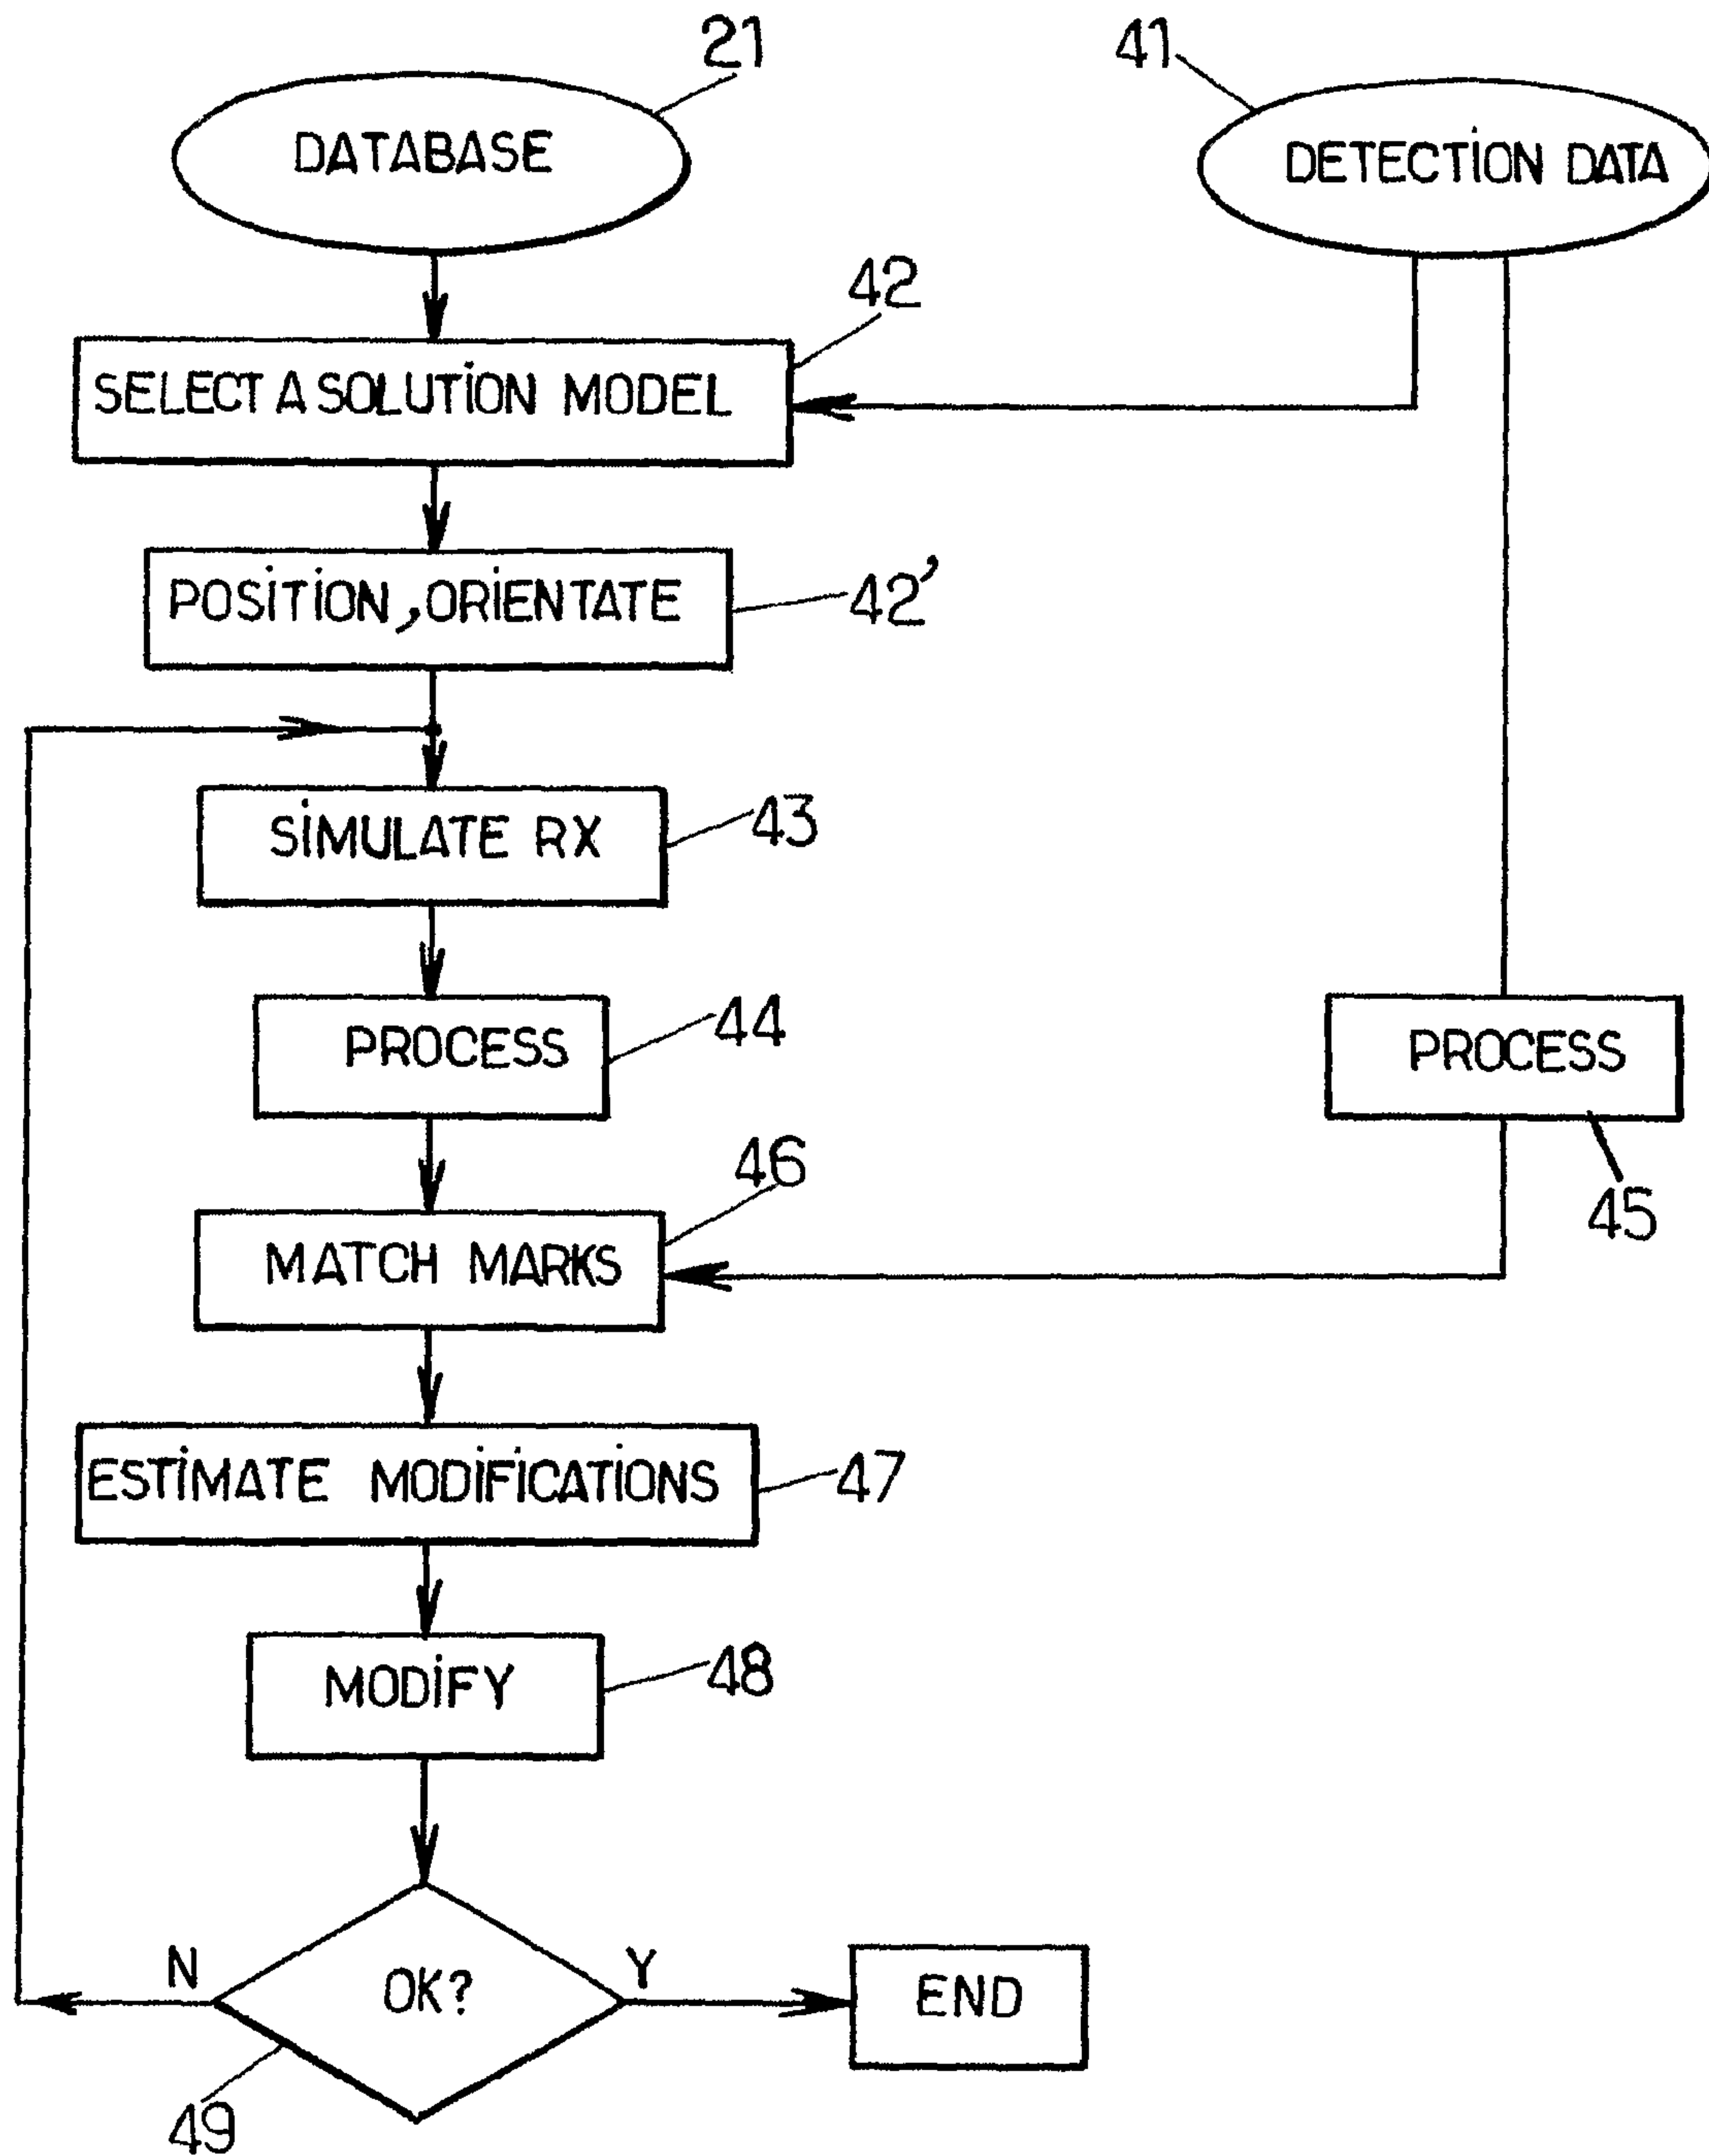 21
41
DATABASE
DETECTION DATA
42
SELECT A SOLUTION MODEL
POSITION, ORIENTATE
42'
SIMULATE RX
43
PROCESS
44
PROCESS
45
46
MATCH MARKS
ESTIMATE MODIFICATIONS
47
MODIFY
48
N
OK?
Y
END
49